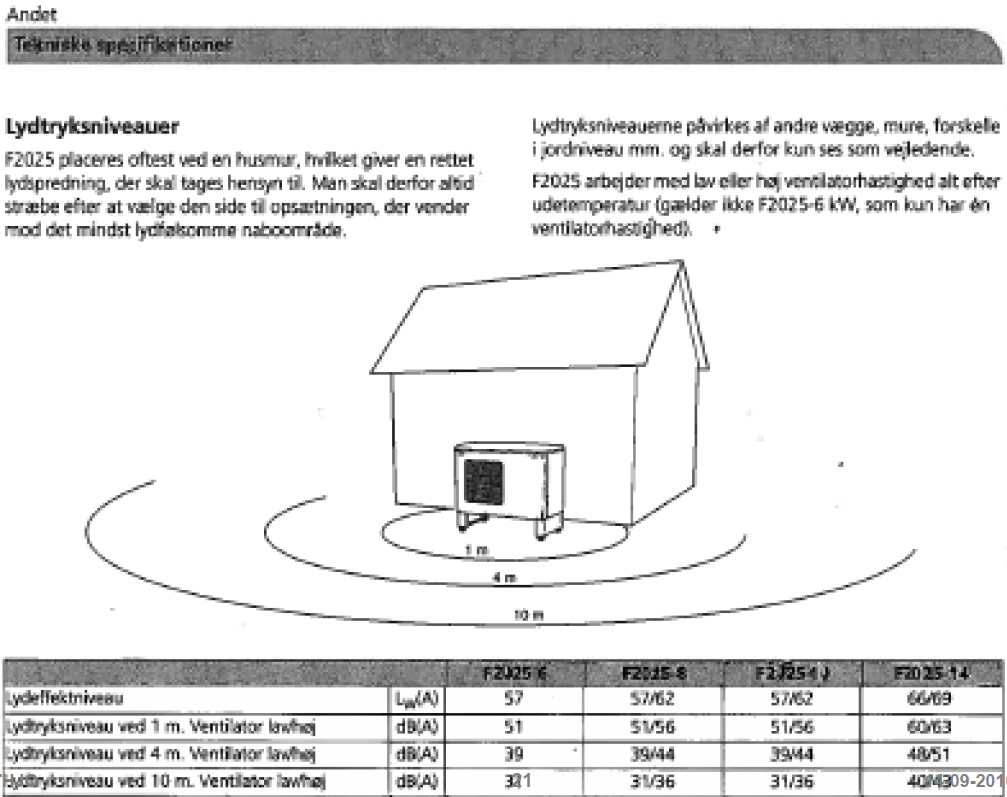 Andet
Tekniske spezifikationer
Lydtryksniveauer
F2025 placeres oftest ved en husmur, hvilket giver en rettet
lydspredning, der skal tages hensyn til. Man skal derfor altid
stræbe efter at vælge den side til opsætningen, der vender
mod det mindst lydfølsomme naboområde.
Lydtryksniveauerne påvirkes af andre vægge, mure, forskelle
i jordniveau mm. og skal derfor kun ses som vejledende.
F2025 arbejder med lav eller høj ventilatorhastighed alt efter
udetemperatur (gælder ikke F2025-6 kW, som kun har én
ventilatorhastighed).
1 m
4 m
10 m
F2025-6 F2025-8 F2025-10 F2025-14
Lydeffektniveau LW(A) 57 57/62 57/62 66/69
Lydtryksniveau ved 1 m. Ventilator lav/høj dB(A) 51 51/56 51/56 60/63
Lydtryksniveau ved 4 m. Ventilator lav/høj dB(A) 39 39/44 39/44 48/51
Lydtryksniveau ved 10 m. Ventilator lav/høj dB(A) 31/36 31/36